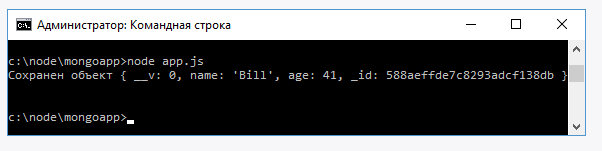 Администратор: Командная строка
c:\node\mongoapp>node app.js
Сохранен объект { __v: 0, name: 'Bill', age: 41, _id: 588aeffde7c8293adcf138db }
c:\node\mongoapp>